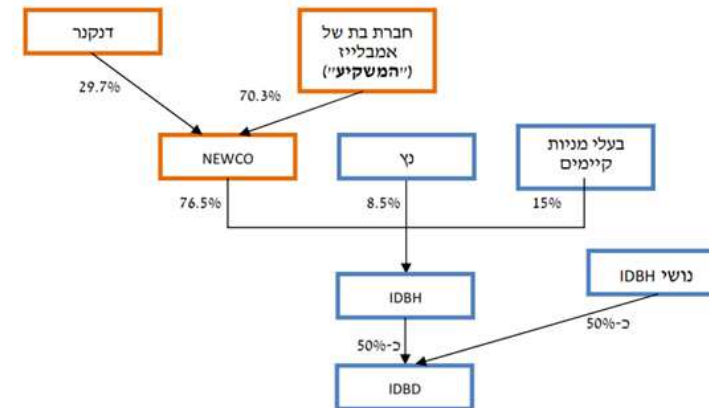 דנקנר
חברת בת של
אמבלייז
("המשקיע")
29.7%
70.3%
NEWCO
נץ
בעלי מניות
קיימים
76.5%
8.5%
15%
IDBH
נושי IDBH
כ-50%
כ-50%
IDBD